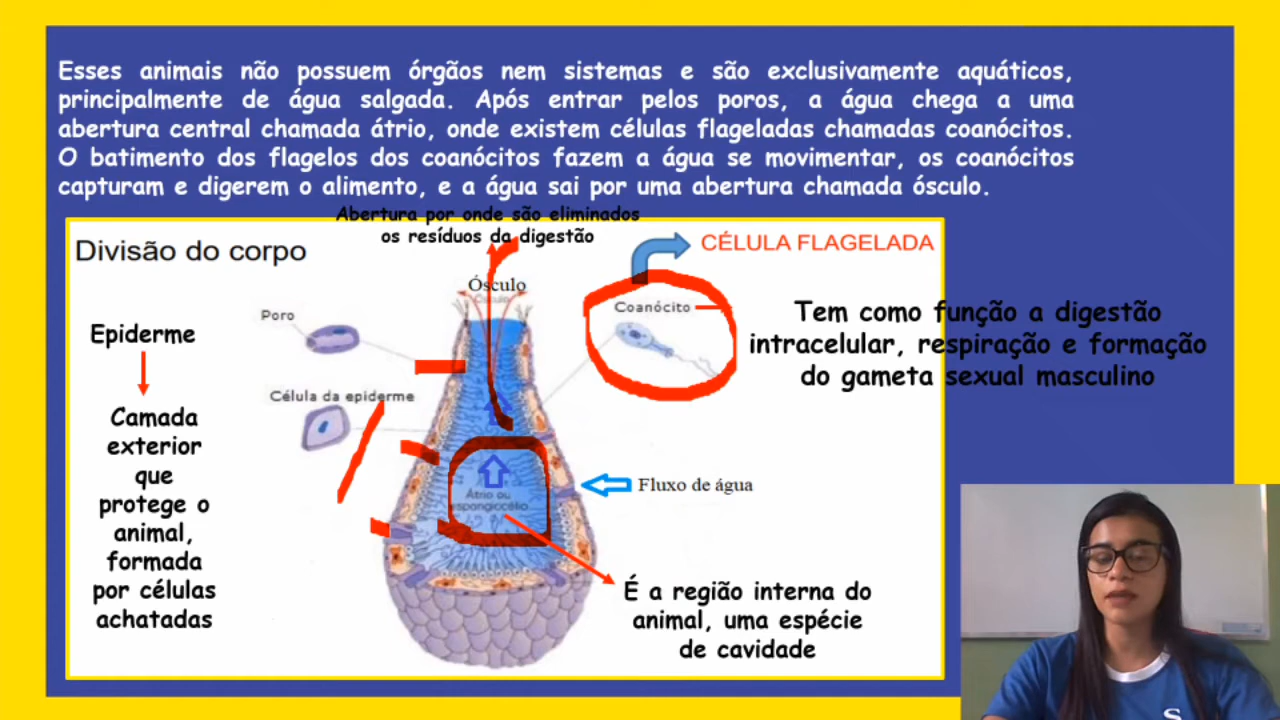 Esses animais não possuem órgãos nem sistemas e são exclusivamente aquáticos,
principalmente de água salgada. Após entrar pelos poros, a água chega a uma
abertura central chamada átrio, onde existem células flageladas chamadas coanócitos.
O batimento dos flagelos dos coanócitos fazem a água se movimentar, os coanócitos
capturam e digerem o alimento, e a água sai por uma abertura chamada ósculo.
Abertura por onde são eliminados
os resíduos da digestão
Divisão do corpo
CÉLULA FLAGELADA
Ósculo
Poro
Coanócito
Tem como função a digestão
intracelular, respiração e formação
do gameta sexual masculino
Epiderme
Célula da epiderme
Camada
exterior
que
protege o
animal,
formada
por células
achatadas
Fluxo de água
Átrio ou
espongiocélio
É a região interna do
animal, uma espécie
de cavidade
S